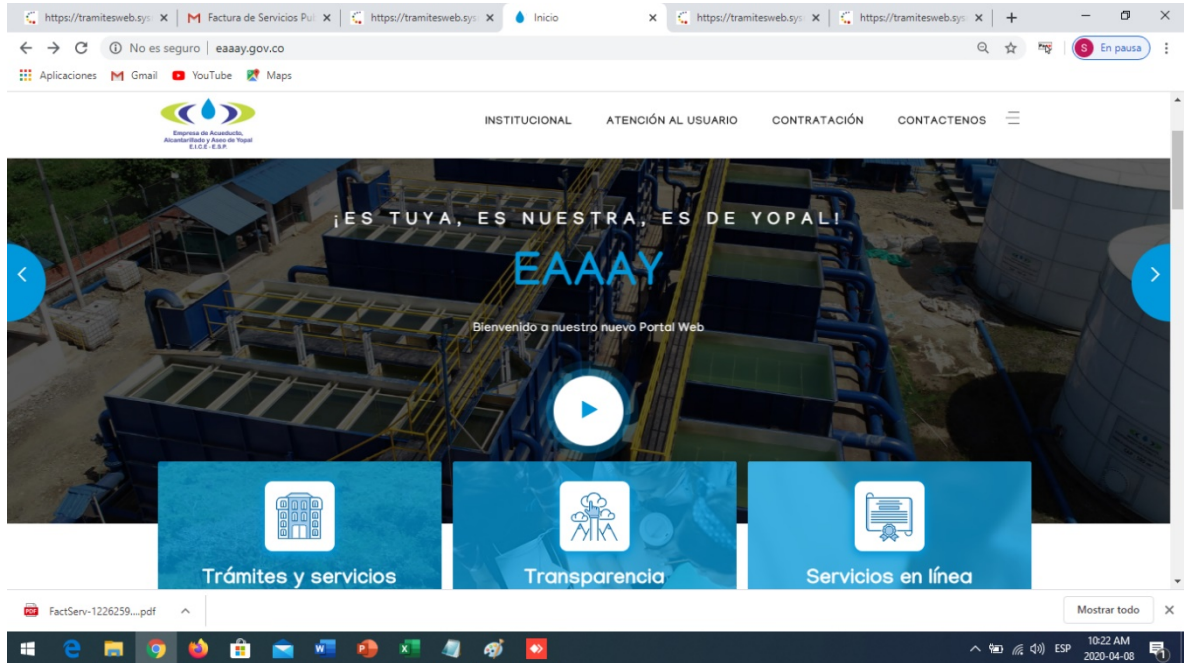 https://tramitesweb.sys
Factura de Servicios Pub
https://tramitesweb.sys
Inicio
https://tramitesweb.sys
https://tramitesweb.sys
No es seguro
eaaay.gov.co
En pausa
Aplicaciones
Gmail
YouTube
Maps
Empresa de Acueducto,
Alcantarillado y Aseo de Yopal
E.I.C.E - E.S.P.
INSTITUCIONAL
ATENCIÓN AL USUARIO
CONTRATACIÓN
CONTACTENOS
¡ES TUYA, ES NUESTRA, ES DE YOPAL!
EAAAY
Bienvenido a nuestro nuevo Portal Web
Trámites y servicios
Transparencia
Servicios en línea
FactServ-1226259....pdf
Mostrar todo
ESP
10:22 AM
2020-04-08